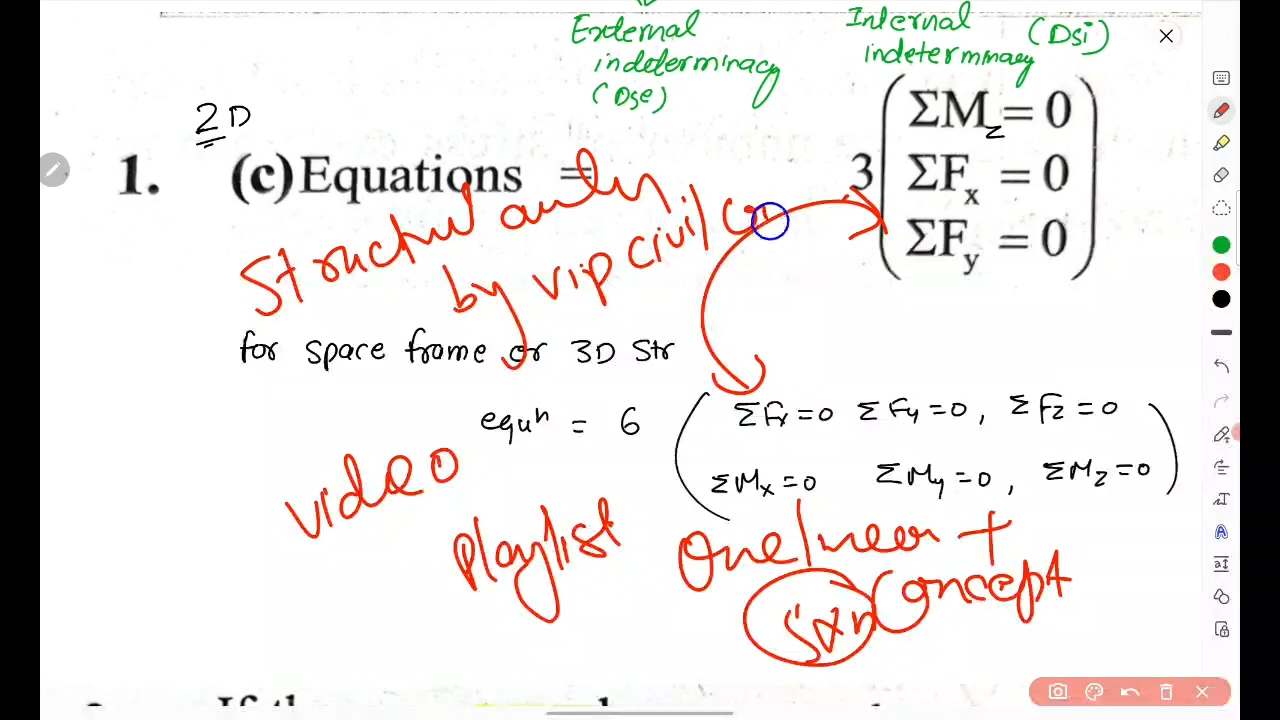 External
indeterminacy
(Dse)
Internal
indeterminacy (Dsi)
2D
1. (c) Equations = 3
ΣMz = 0
ΣFx = 0
ΣFy = 0
by vip civil
for space frame or 3D Str
equⁿ = 6
ΣFx=0 ΣFy=0, ΣFz=0
ΣMx=0 ΣMy=0, ΣMz=0
video
Playlist
Oneliner +
Concept